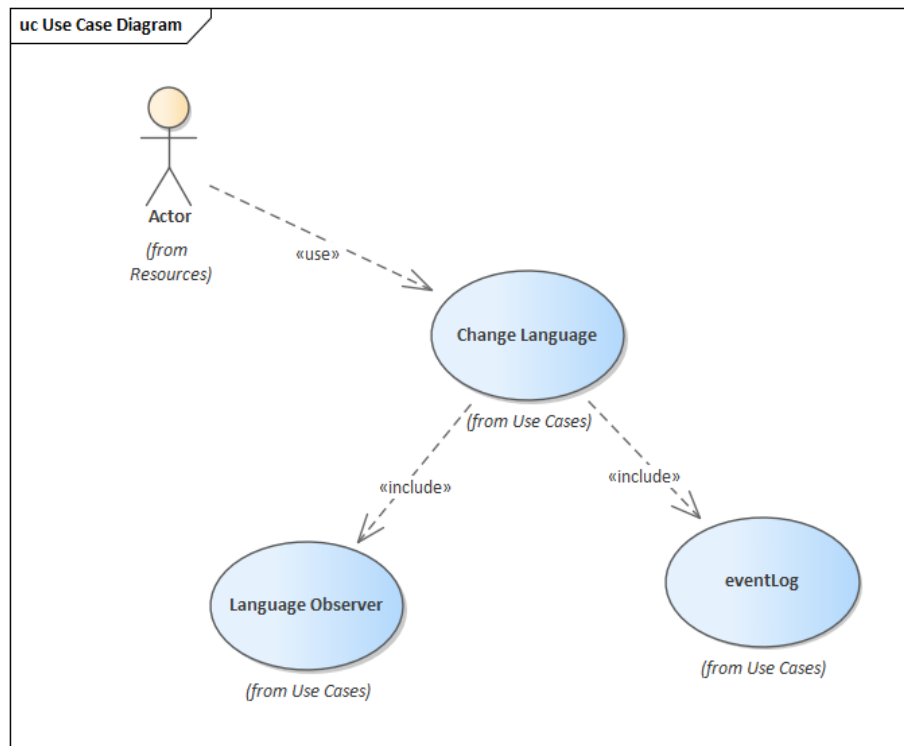 uc Use Case Diagram
Actor
(from
Resources)
«use»
Change Language
(from Use Cases)
«include»
«include»
Language Observer
(from Use Cases)
eventLog
(from Use Cases)